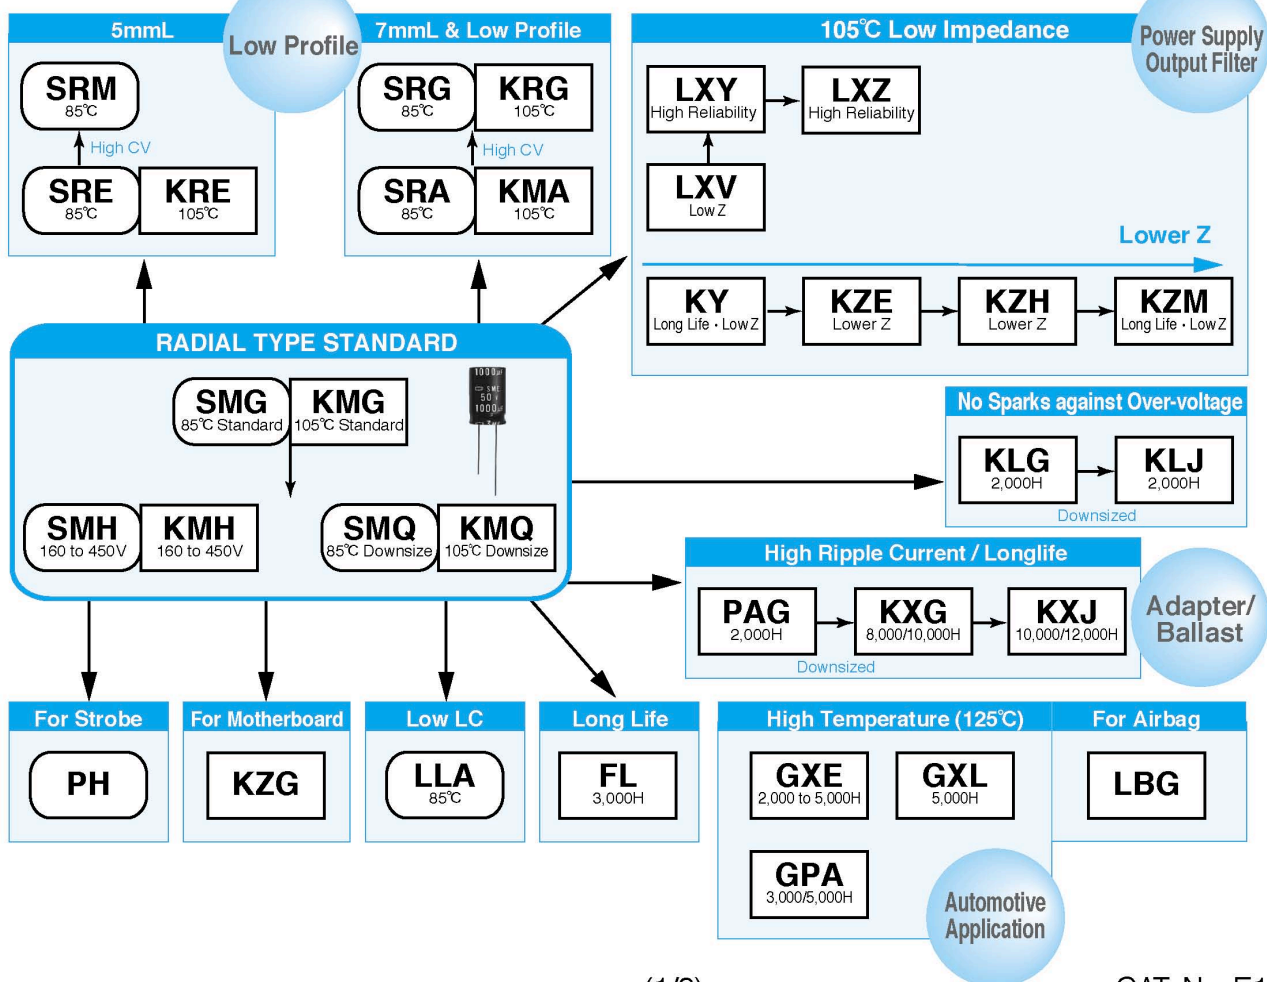 5mmL
Low Profile
7mmL & Low Profile
105℃ Low Impedance
Power Supply
Output Filter
SRM
85℃
High CV
SRE
85℃
KRE
105℃
SRG
85℃
KRG
105℃
High CV
SRA
85℃
KMA
105℃
LXY
High Reliability
LXZ
High Reliability
LXV
Low Z
Lower Z
KY
Long Life・Low Z
KZE
Lower Z
KZH
Lower Z
KZM
Long Life・Low Z
RADIAL TYPE STANDARD
SMG
85℃ Standard
KMG
105℃ Standard
1000μF
SME
50V
1000μF
SMH
160 to 450V
KMH
160 to 450V
SMQ
85℃ Downsize
KMQ
105℃ Downsize
No Sparks against Over-voltage
KLG
2,000H
KLJ
2,000H
Downsized
High Ripple Current / Longlife
PAG
2,000H
KXG
8,000/10,000H
KXJ
10,000/12,000H
Downsized
Adapter/
Ballast
For Strobe
PH
For Motherboard
KZG
Low LC
LLA
85℃
Long Life
FL
3,000H
High Temperature (125℃)
GXE
2,000 to 5,000H
GXL
5,000H
GPA
3,000/5,000H
Automotive
Application
For Airbag
LBG